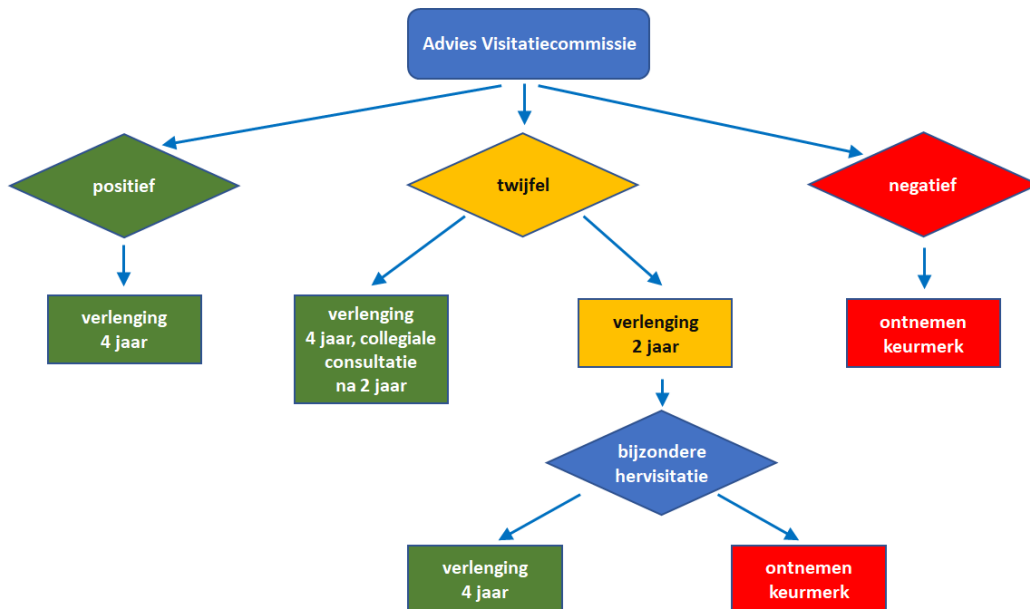 Advies Visitatiecommissie
positief
twijfel
negatief
verlenging
4 jaar
verlenging
4 jaar, collegiale
consultatie
na 2 jaar
verlenging
2 jaar
ontnemen
keurmerk
bijzondere
hervisitatie
verlenging
4 jaar
ontnemen
keurmerk